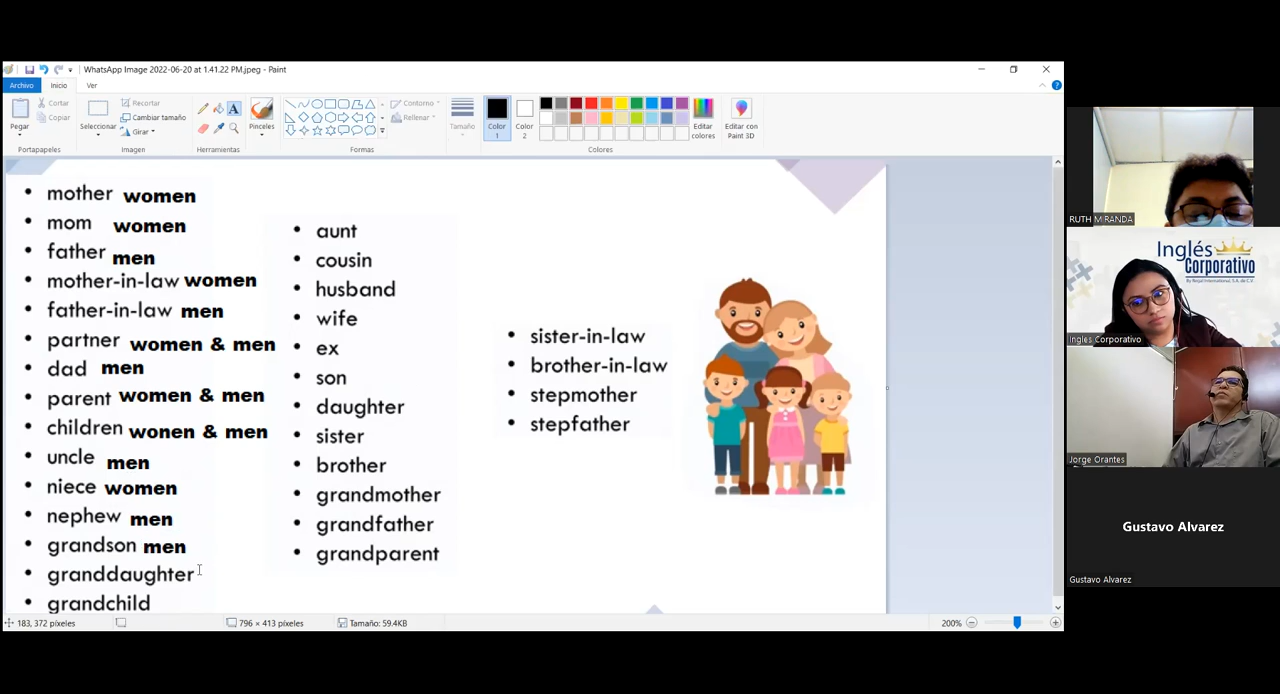 WhatsApp Image 2022-06-20 at 1.41.22 PM.jpeg - Paint
Archivo Inicio Ver
Pegar
Cortar
Copiar
Portapapeles
Seleccionar
Recortar
Cambiar tamaño
Girar
Imagen
Herramientas
Pinceles
Contorno
Rellenar
Formas
Tamaño
Color
1
Color
2
Editar
colores
Editar con
Paint 3D
Colores
• mother women
• mom women
• father men
• mother-in-law women
• father-in-law men
• partner women & men
• dad men
• parent women & men
• children wonen & men
• uncle men
• niece women
• nephew men
• grandson men
• granddaughter
• grandchild
• aunt
• cousin
• husband
• wife
• ex
• son
• daughter
• sister
• brother
• grandmother
• grandfather
• grandparent
• sister-in-law
• brother-in-law
• stepmother
• stepfather
183, 372 píxeles
796 × 413 píxeles
Tamaño: 59.4KB
200%
RUTH MIRANDA
Inglés
Corporativo
By Royal International, S.A. de C.V.
Ingles Corporativo
Jorge Orantes
Gustavo Alvarez
Gustavo Alvarez